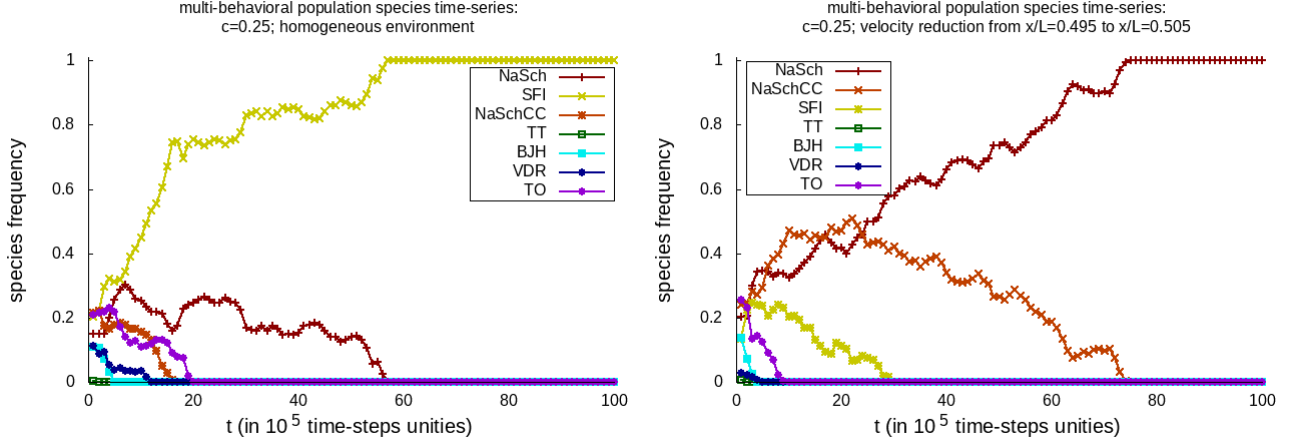 multi-behavioral population species time-series:
c=0.25; homogeneous environment
species frequency
1
0.8
0.6
0.4
0.2
0
NaSch
SFI
NaSchCC
TT
BJH
VDR
TO
0 20 40 60 80 100
t (in 10 5 time-steps unities)
multi-behavioral population species time-series:
c=0.25; velocity reduction from x/L=0.495 to x/L=0.505
species frequency
1
0.8
0.6
0.4
0.2
0
NaSch
NaSchCC
SFI
TT
BJH
VDR
TO
0 20 40 60 80 100
t (in 10 5 time-steps unities)